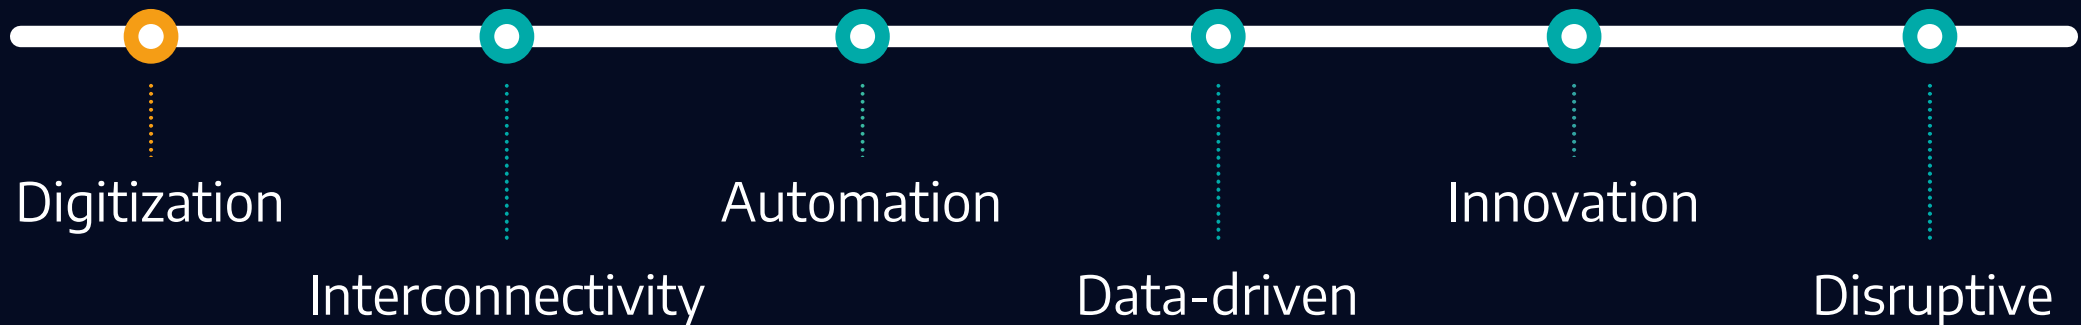 Digitization
Interconnectivity
Automation
Data-driven
Innovation
Disruptive